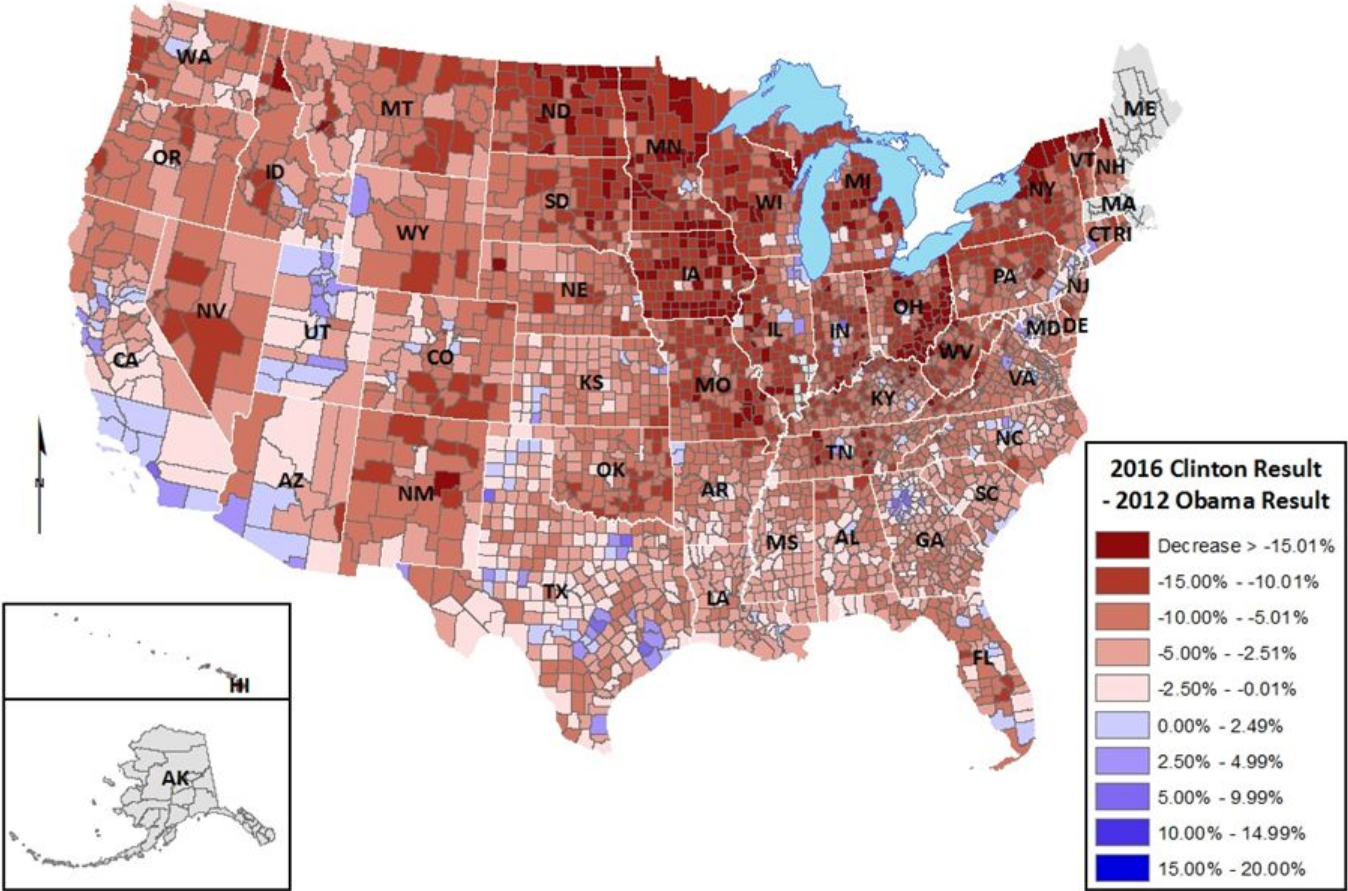 WA
MT
ND
MN
ME
OR
ID
SD
WI
MI
VT
NH
NY
MA
CT
RI
WY
IA
PA
NE
NJ
NV
UT
CO
IL
IN
OH
MD
DE
CA
KS
MO
WV
VA
KY
AZ
NM
OK
TN
NC
AR
SC
MS
AL
GA
TX
LA
FL
N
HI
AK
2016 Clinton Result
- 2012 Obama Result
Decrease > -15.01%
-15.00% - -10.01%
-10.00% - -5.01%
-5.00% - -2.51%
-2.50% - -0.01%
0.00% - 2.49%
2.50% - 4.99%
5.00% - 9.99%
10.00% - 14.99%
15.00% - 20.00%